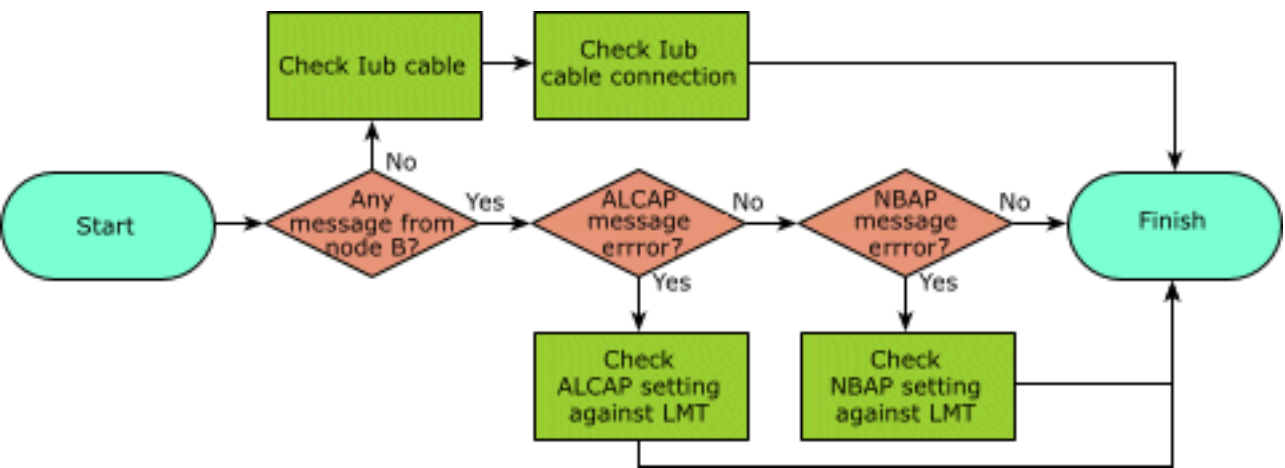 Check Iub cable
Check Iub
cable connection
No
Start
Any
message from
node B?
Yes
ALCAP
message
errror?
No
NBAP
message
errror?
No
Finish
Yes
Yes
Check
ALCAP setting
against LMT
Check
NBAP setting
against LMT